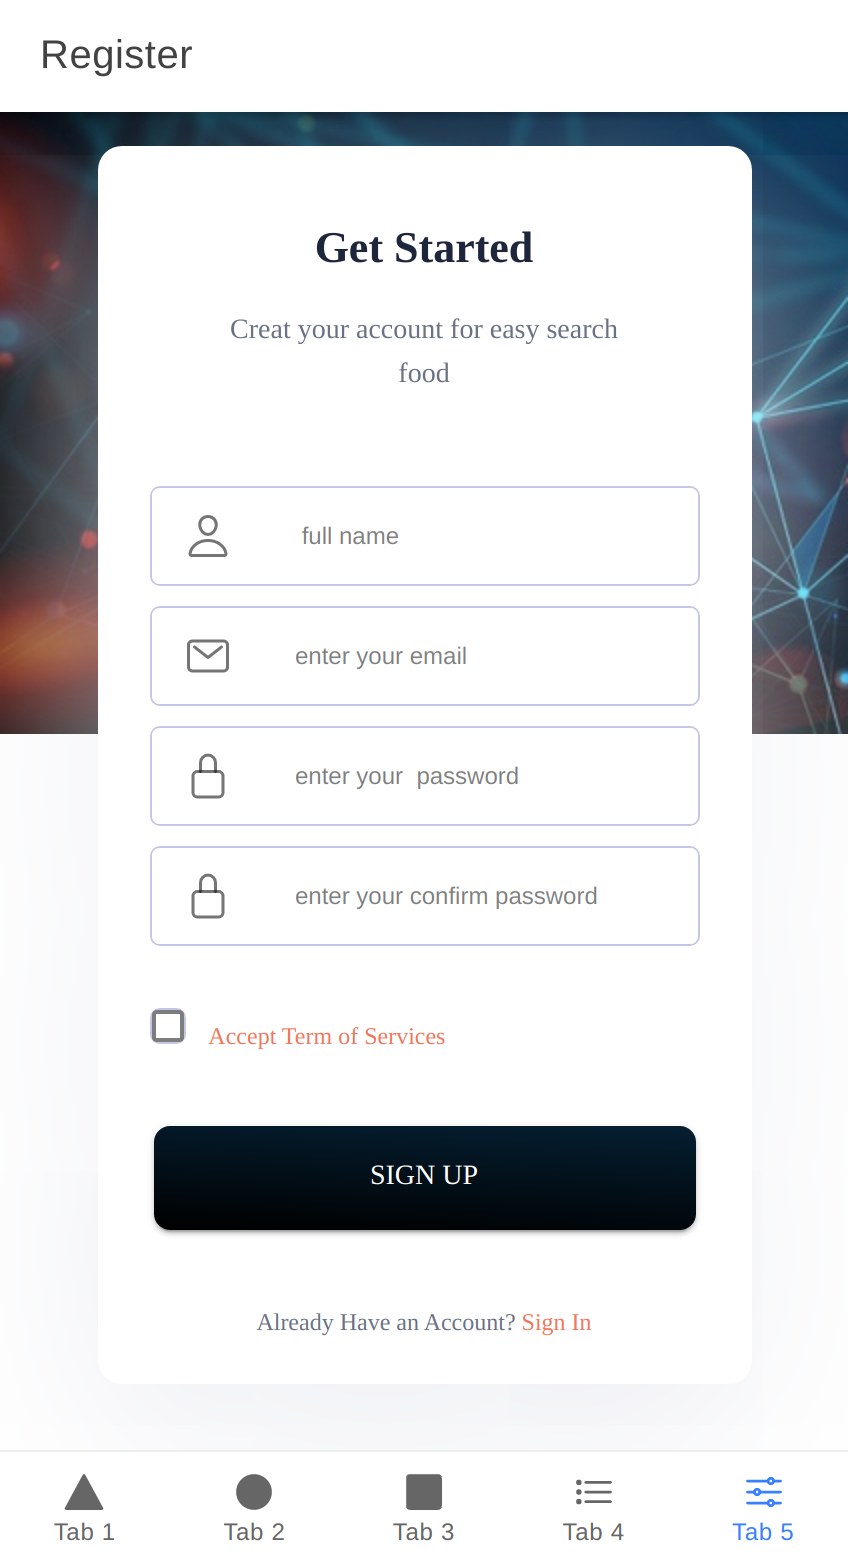 Register
Get Started
Creat your account for easy search
food
full name
enter your email
enter your  password
enter your confirm password
Accept Term of Services
SIGN UP
Already Have an Account? Sign In
Tab 1 Tab 2 Tab 3 Tab 4 Tab 5